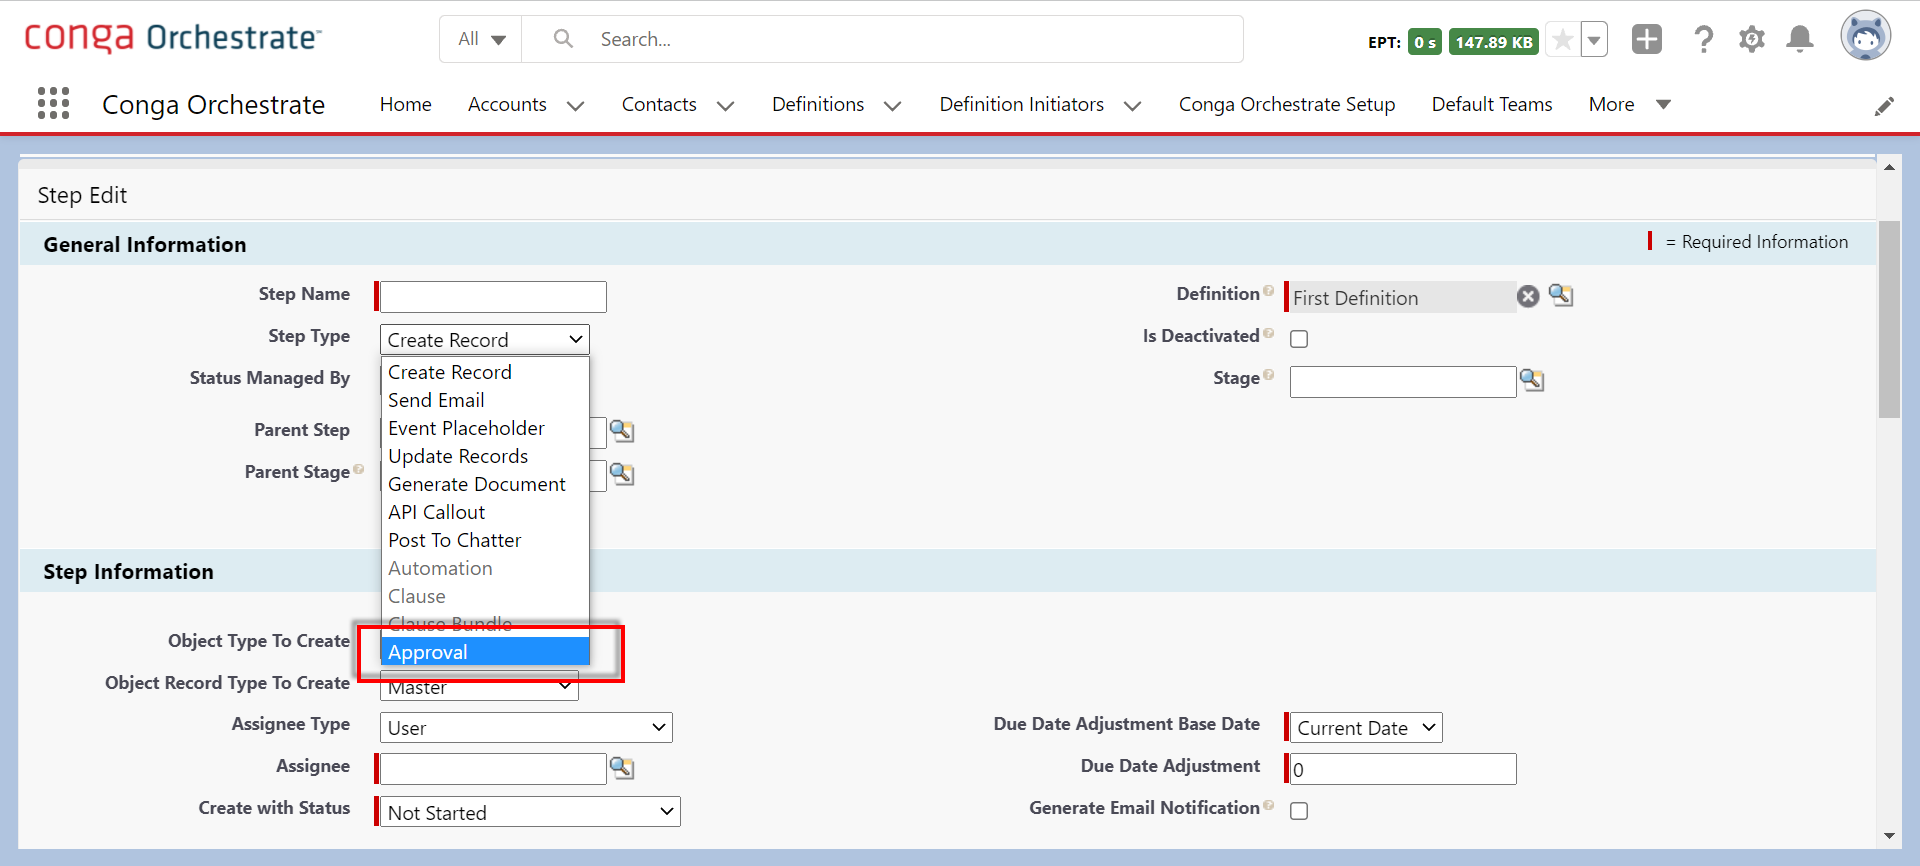 conga Orchestrate™
All
Search...
EPT: 0 s 147.89 KB
Conga Orchestrate
Home
Accounts
Contacts
Definitions
Definition Initiators
Conga Orchestrate Setup
Default Teams
More
Step Edit
General Information
= Required Information
Step Name
Definition
First Definition
Step Type
Create Record
Is Deactivated
Status Managed By
Stage
Parent Step
Parent Stage
Create Record
Send Email
Event Placeholder
Update Records
Generate Document
API Callout
Post To Chatter
Automation
Clause
Clause Bundle
Approval
Step Information
Object Type To Create
Object Record Type To Create
Master
Assignee Type
User
Due Date Adjustment Base Date
Current Date
Assignee
Due Date Adjustment
0
Create with Status
Not Started
Generate Email Notification